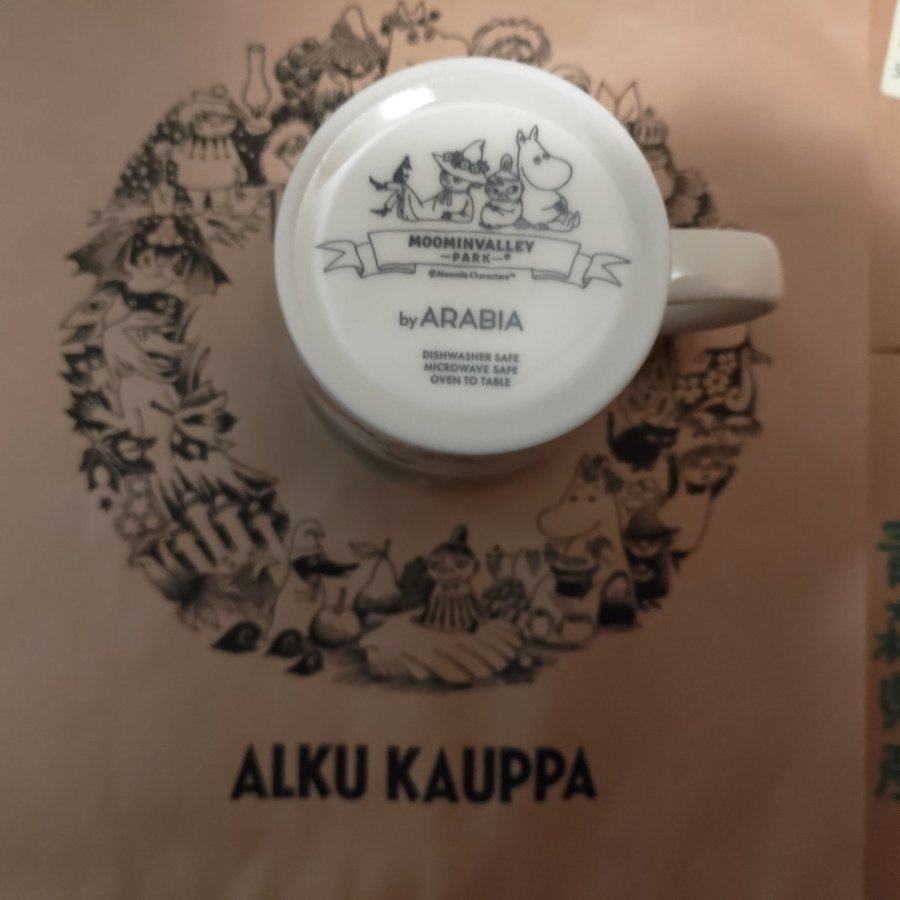 MOOMINVALLEY
—PARK—®
©Moomin Characters™
by ARABIA
DISHWASHER SAFE
MICROWAVE SAFE
OVEN TO TABLE
ALKU KAUPPA